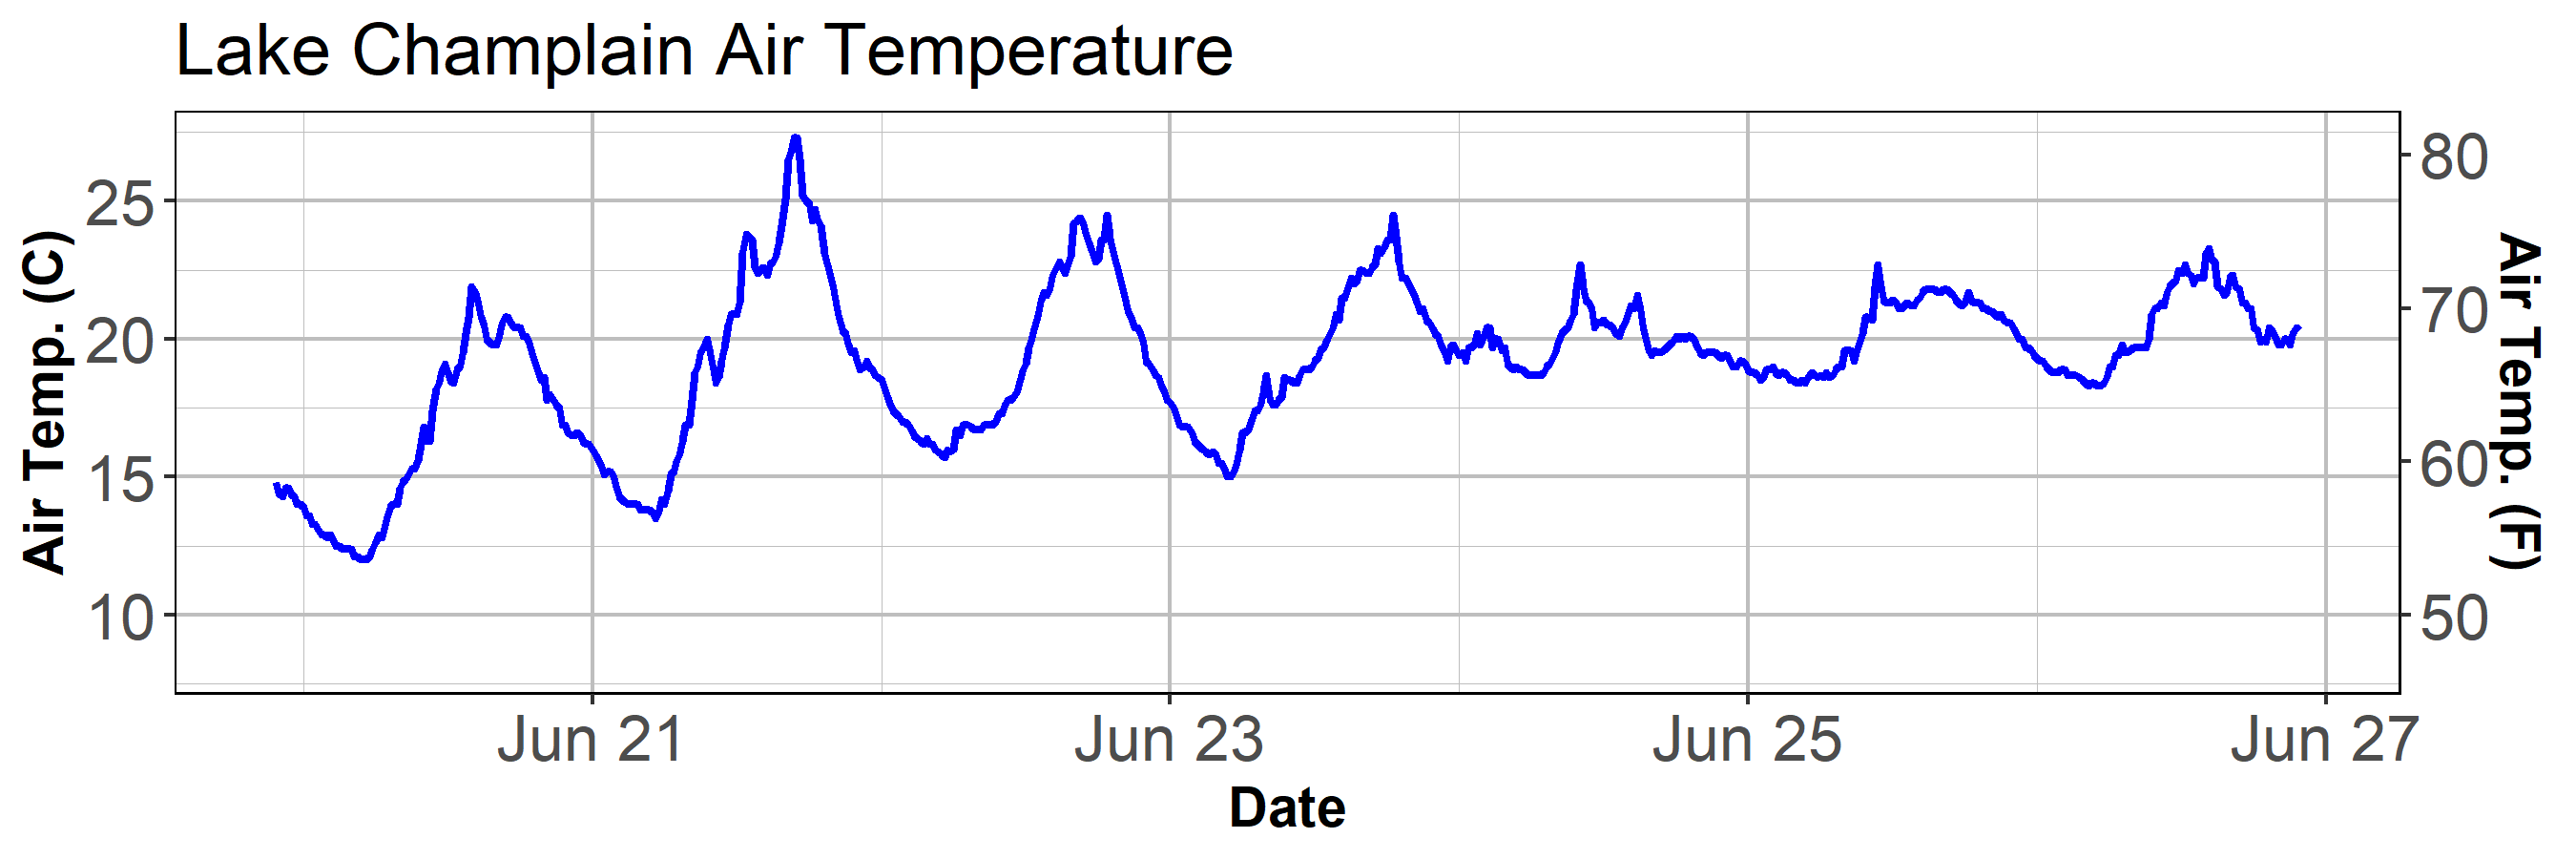 Lake Champlain Air Temperature
Air Temp. (C)
25
20
15
10
80
70
60
50
Air Temp. (F)
Jun 21
Jun 23
Jun 25
Jun 27
Date